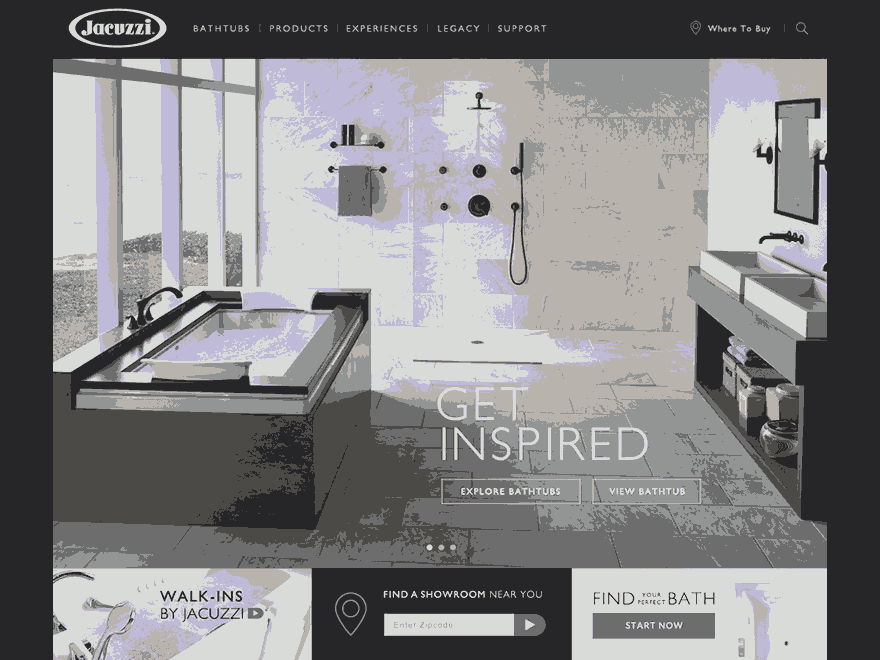 Jacuzzi.
BATHTUBS PRODUCTS EXPERIENCES LEGACY SUPPORT
Where To Buy
GET
INSPIRED
EXPLORE BATHTUBS VIEW BATHTUB
WALK-INS
BY JACUZZI
FIND A SHOWROOM NEAR YOU
Enter Zipcode
FIND YOUR PERFECT BATH
START NOW